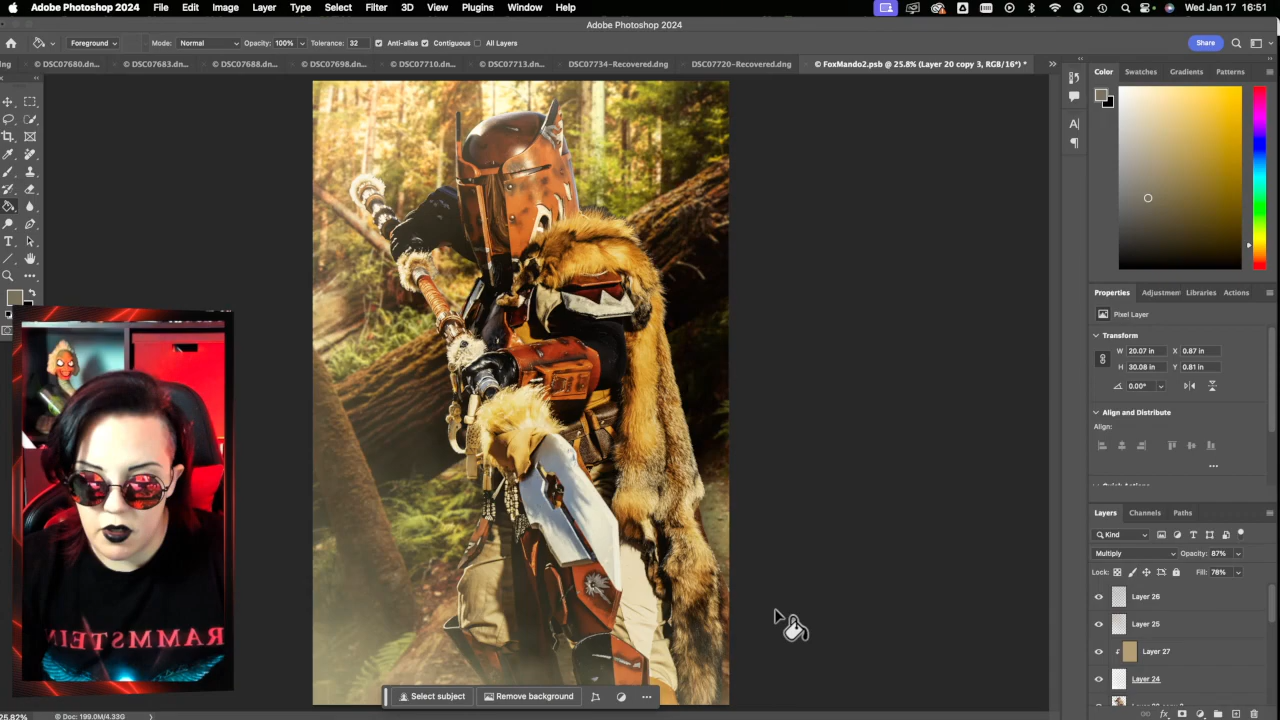 Photoshop File Edit Image Layer Type Select Filter 3D View Plugins Window Help Wed Jan 17 16:51
Adobe Photoshop 2024
Foreground Mode: Normal Opacity: 100% Tolerance: 32 Anti-alias Contiguous All Layers Share
© DSC07680.dn... © DSC07683.dn... © DSC07688.dn... © DSC07698.dn... © DSC07710.dn... © DSC07713.dn... DSC07734-Recovered.dng DSC07720-Recovered.dng © FoxMando2.psb @ 25.8% (Layer 20 copy 3, RGB/16*) *
Color Swatches Gradients Patterns
Properties Adjustmen Libraries Actions
Pixel Layer
Transform
W 20.07 in X 0.87 in
H 30.08 in Y 0.81 in
0.00°
Align and Distribute
Align:
Layers Channels Paths
Kind
Multiply Opacity: 87%
Lock: Fill: 78%
Layer 26
Layer 25
Layer 27
Layer 24
RAMMSTEIN
Select subject Remove background
25.82% Doc: 199.0M/4.33G